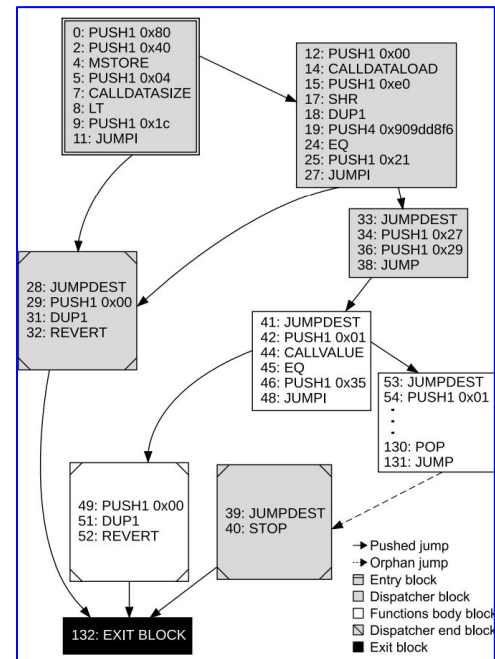 0: PUSH1 0x80
2: PUSH1 0x40
4: MSTORE
5: PUSH1 0x04
7: CALLDATASIZE
8: LT
9: PUSH1 0x1c
11: JUMPI
12: PUSH1 0x00
14: CALLDATALOAD
15: PUSH1 0xe0
17: SHR
18: DUP1
19: PUSH4 0x909dd8f6
24: EQ
25: PUSH1 0x21
27: JUMPI
33: JUMPDEST
34: PUSH1 0x27
36: PUSH1 0x29
38: JUMP
28: JUMPDEST
29: PUSH1 0x00
31: DUP1
32: REVERT
41: JUMPDEST
42: PUSH1 0x01
44: CALLVALUE
45: EQ
46: PUSH1 0x35
48: JUMPI
53: JUMPDEST
54: PUSH1 0x01
.
.
.
130: POP
131: JUMP
49: PUSH1 0x00
51: DUP1
52: REVERT
39: JUMPDEST
40: STOP
132: EXIT BLOCK
Pushed jump
Orphan jump
Entry block
Dispatcher block
Functions body block
Dispatcher end block
Exit block